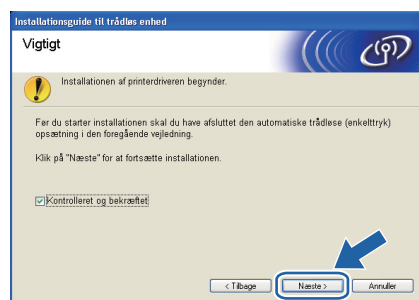 Installationsguide til trådløs enhed
Vigtigt
Installationen af printerdriveren begynder.
Før du starter installationen skal du have afsluttet den automatiske trådløse (enkelttryk)
opsætning i den foregående vejledning.
Klik på "Næste" for at fortsætte installationen.
Kontrolleret og bekræftet
< Tilbage
Næste >
Annuller